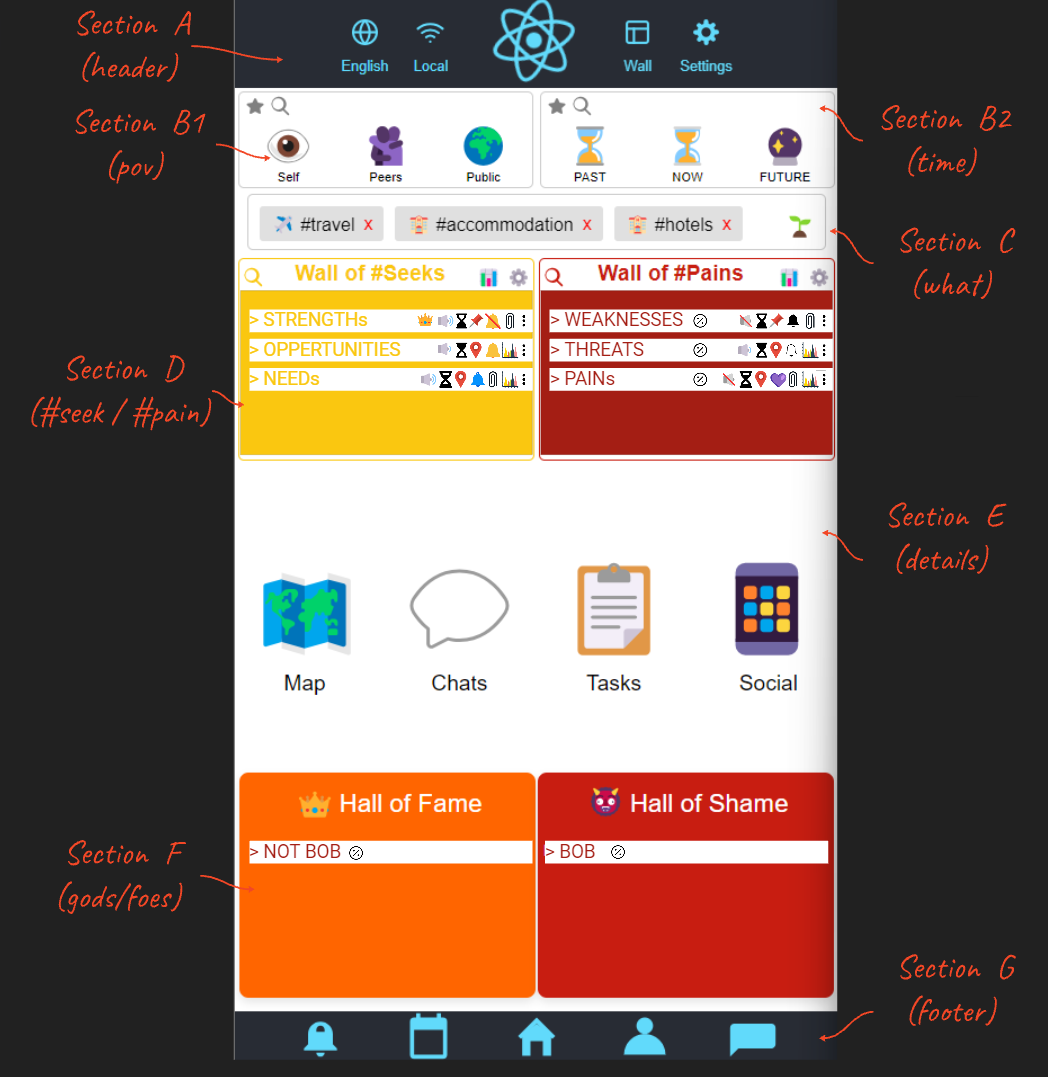 Section A
(header)
English
Local
Wall
Settings
Section B1
(pov)
Self
Peers
Public
PAST
NOW
FUTURE
Section B2
(time)
#travel x
#accommodation x
#hotels x
Section C
(what)
Wall of #Seeks
Wall of #Pains
> STRENGTHs
> OPPERTUNITIES
> NEEDs
> WEAKNESSES
> THREATS
> PAINs
Section D
(#seek / #pain)
Section E
(details)
Map
Chats
Tasks
Social
Hall of Fame
Hall of Shame
> NOT BOB
> BOB
Section F
(gods/foes)
Section G
(footer)